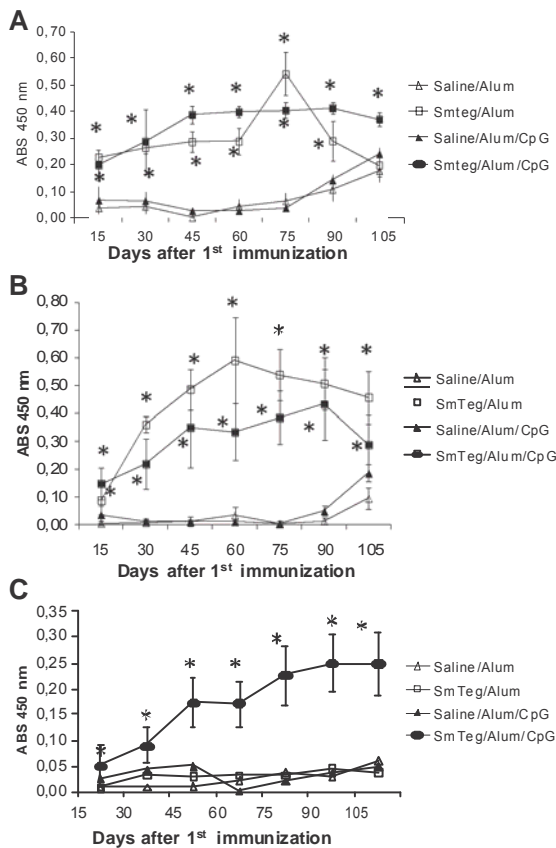 A
ABS 450 nm
0,70
0,60
0,50
0,40
0,30
0,20
0,10
0,00
* * * * * * *
* * * * * *
15 30 45 60 75 90 105
Days after 1st immunization
Saline/Alum
Smteg/Alum
Saline/Alum/CpG
Smteg/Alum/CpG
B
ABS 450 nm
0,80
0,70
0,60
0,50
0,40
0,30
0,20
0,10
0,00
* * * * * * *
* * * * * * *
15 30 45 60 75 90 105
Days after 1st immunization
Saline/Alum
SmTeg/Alum
Saline/Alum/CpG
SmTeg/Alum/CpG
C
ABS 450 nm
0,35
0,30
0,25
0,20
0,15
0,10
0,05
0,00
* * * * * * *
15 30 45 60 75 90 105
Days after 1st immunization
Saline/Alum
SmTeg/Alum
Saline/Alum/CpG
SmTeg/Alum/CpG